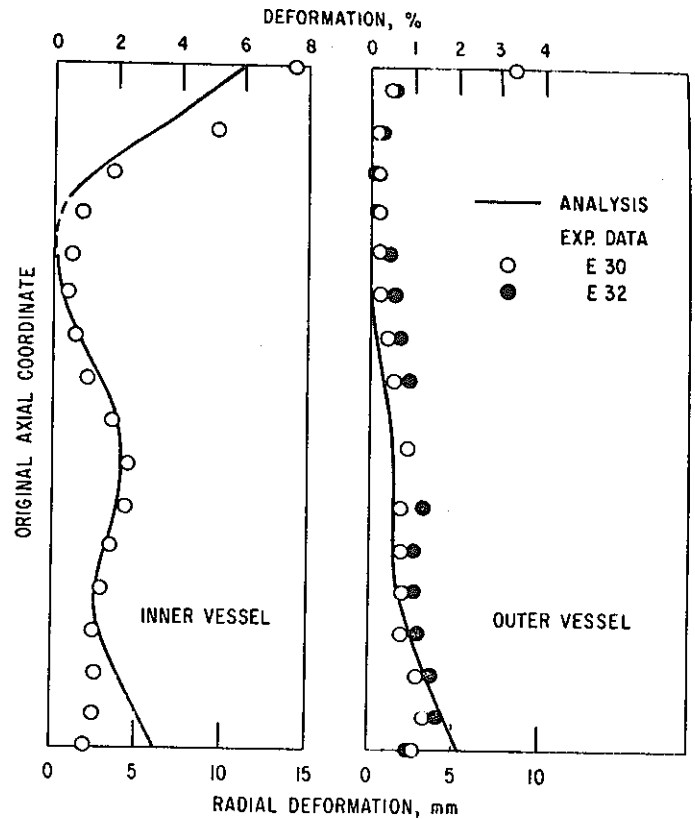 DEFORMATION, %
0 2 4 6 8
0 1 2 3 4
ORIGINAL AXIAL COORDINATE
ANALYSIS
EXP. DATA
E 30
E 32
INNER VESSEL
OUTER VESSEL
0 5 10 15
0 5 10
RADIAL DEFORMATION, mm